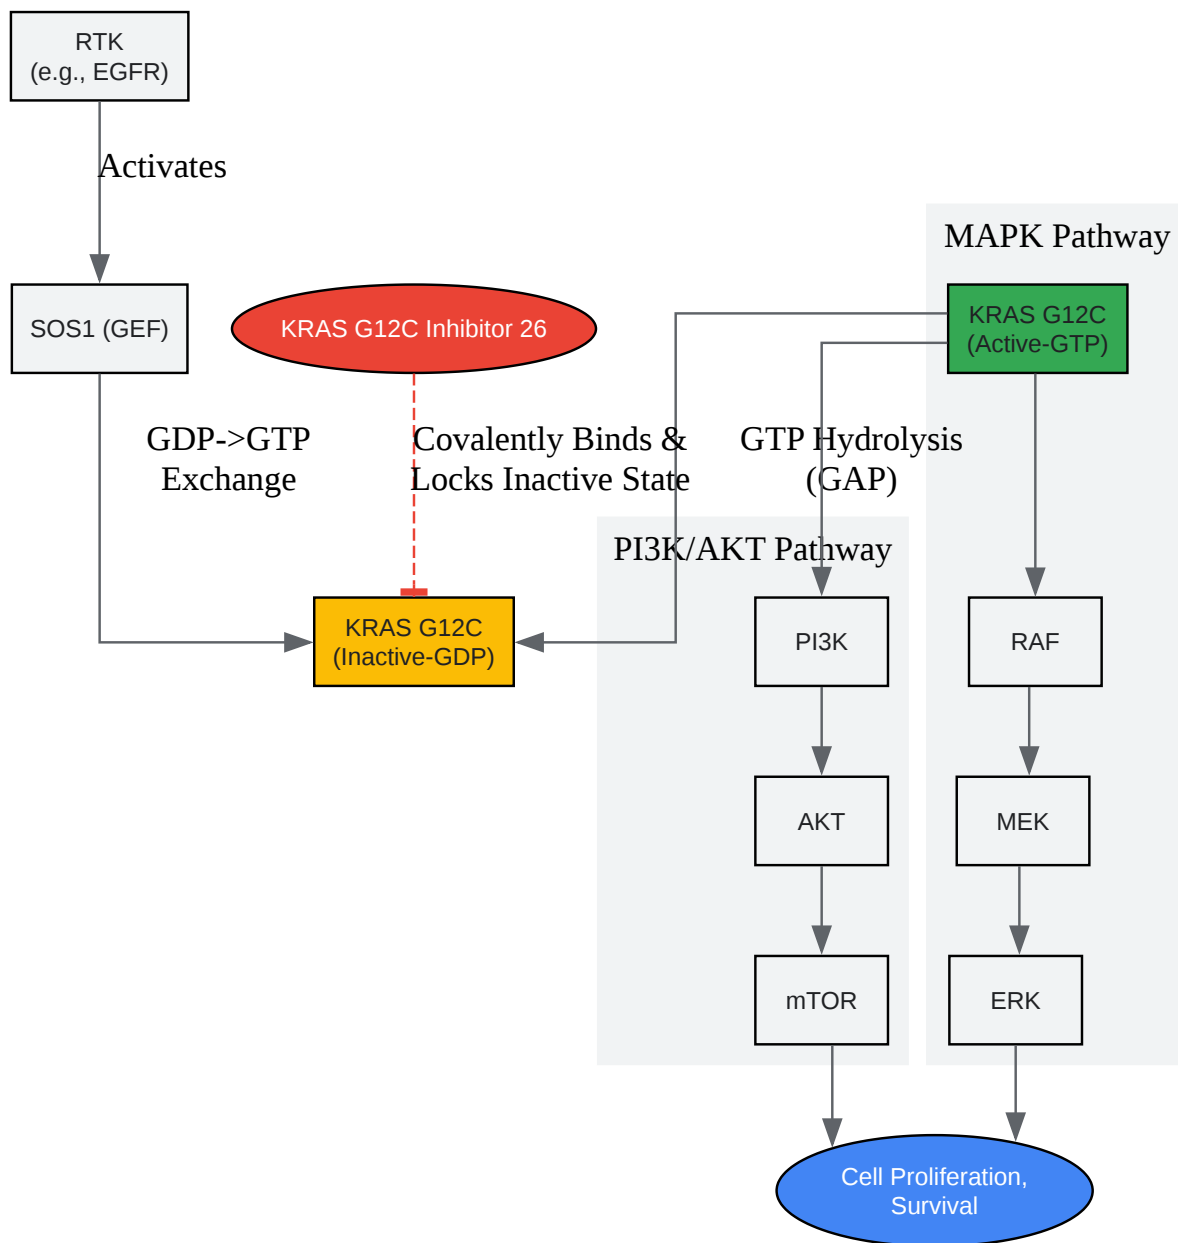 RTK
(e.g., EGFR)
Activates
MAPK Pathway
SOS1 (GEF)
KRAS G12C Inhibitor 26
KRAS G12C
(Active-GTP)
GDP->GTP
Exchange
Covalently Binds &
Locks Inactive State
GTP Hydrolysis
(GAP)
PI3K/AKT Pathway
KRAS G12C
(Inactive-GDP)
PI3K
RAF
AKT
MEK
mTOR
ERK
Cell Proliferation,
Survival